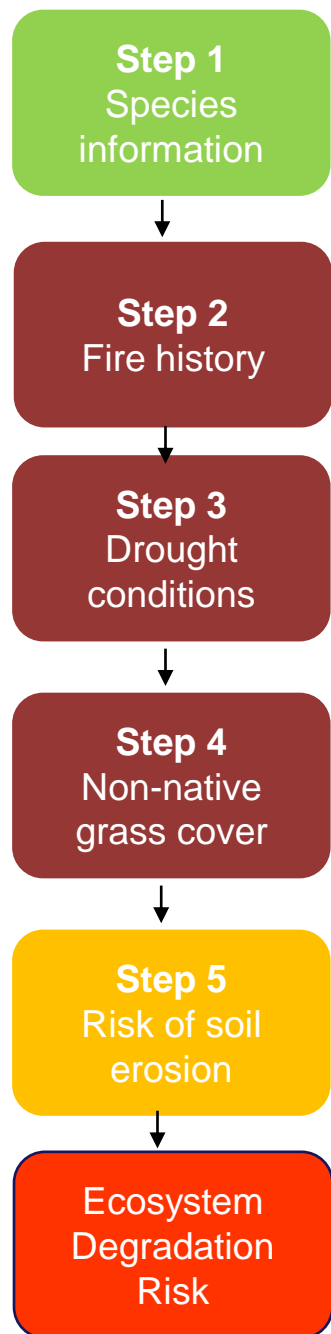 Step 1
Species
information
Step 2
Fire history
Step 3
Drought
conditions
Step 4
Non-native
grass cover
Step 5
Risk of soil
erosion
Ecosystem
Degradation
Risk